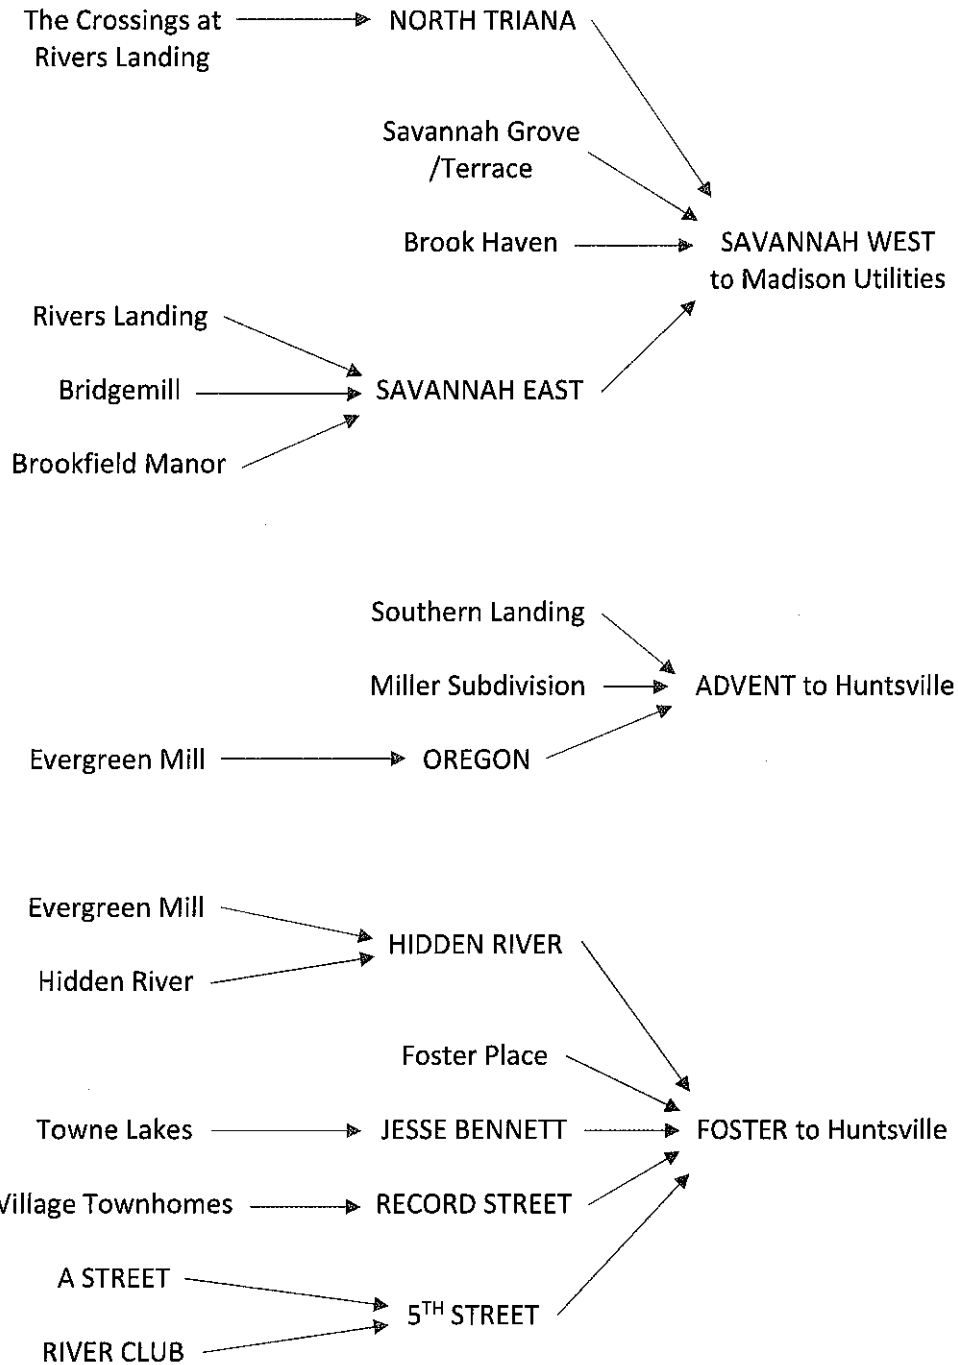 The Crossings at
Rivers Landing
NORTH TRIANA
Savannah Grove
/Terrace
Brook Haven
SAVANNAH WEST
to Madison Utilities
Rivers Landing
Bridgemill
SAVANNAH EAST
Brookfield Manor
Southern Landing
Miller Subdivision
ADVENT to Huntsville
Evergreen Mill
OREGON
Evergreen Mill
HIDDEN RIVER
Hidden River
Foster Place
Towne Lakes
JESSE BENNETT
FOSTER to Huntsville
Village Townhomes
RECORD STREET
A STREET
5TH STREET
RIVER CLUB